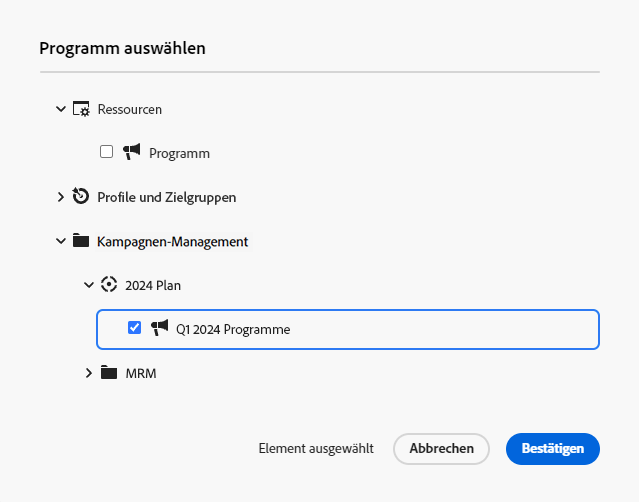 Programm auswählen
Ressourcen
Programm
Profile und Zielgruppen
Kampagnen-Management
2024 Plan
Q1 2024 Programme
MRM
Element ausgewählt Abbrechen Bestätigen